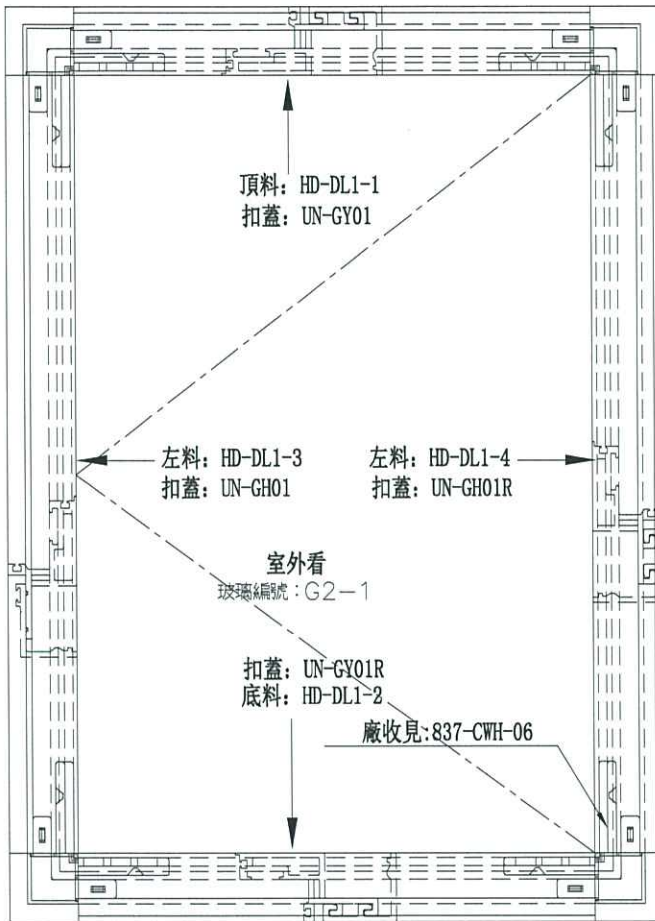 頂料: HD-DL1-1
扣蓋: UN-GY01
左料: HD-DL1-3
扣蓋: UN-GH01
左料: HD-DL1-4
扣蓋: UN-GH01R
室外看
玻璃編號:G2-1
扣蓋: UN-GY01R
底料: HD-DL1-2
廠收見:837-CWH-06